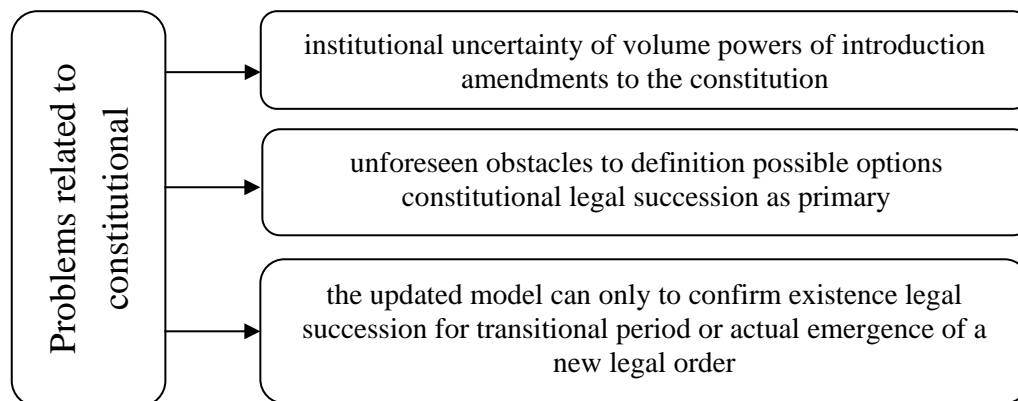 Problems related to
constitutional
institutional uncertainty of volume powers of introduction
amendments to the constitution
unforeseen obstacles to definition possible options
constitutional legal succession as primary
the updated model can only to confirm existence legal
succession for transitional period or actual emergence of a
new legal order